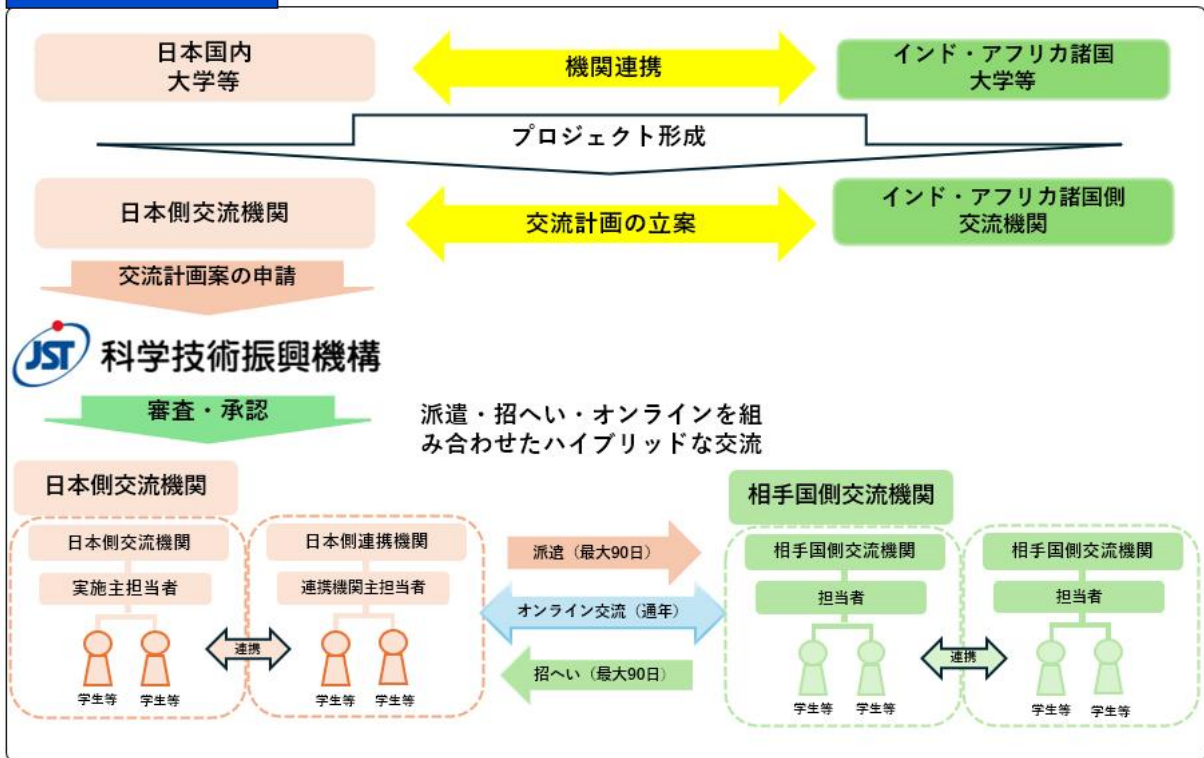 日本国内
大学等
機関連携
インド・アフリカ諸国
大学等
プロジェクト形成
日本側交流機関
交流計画の立案
インド・アフリカ諸国側
交流機関
交流計画案の申請
JST 科学技術振興機構
審査・承認
派遣・招へい・オンラインを組
み合わせたハイブリッドな交流
日本側交流機関
相手国側交流機関
日本側交流機関
日本側連携機関
派遣（最大90日）
相手国側交流機関
相手国側交流機関
実施主担当者
連携機関主担当者
オンライン交流（通年）
担当者
担当者
連携
招へい（最大90日）
連携
学生等 学生等
学生等 学生等
学生等 学生等
学生等 学生等